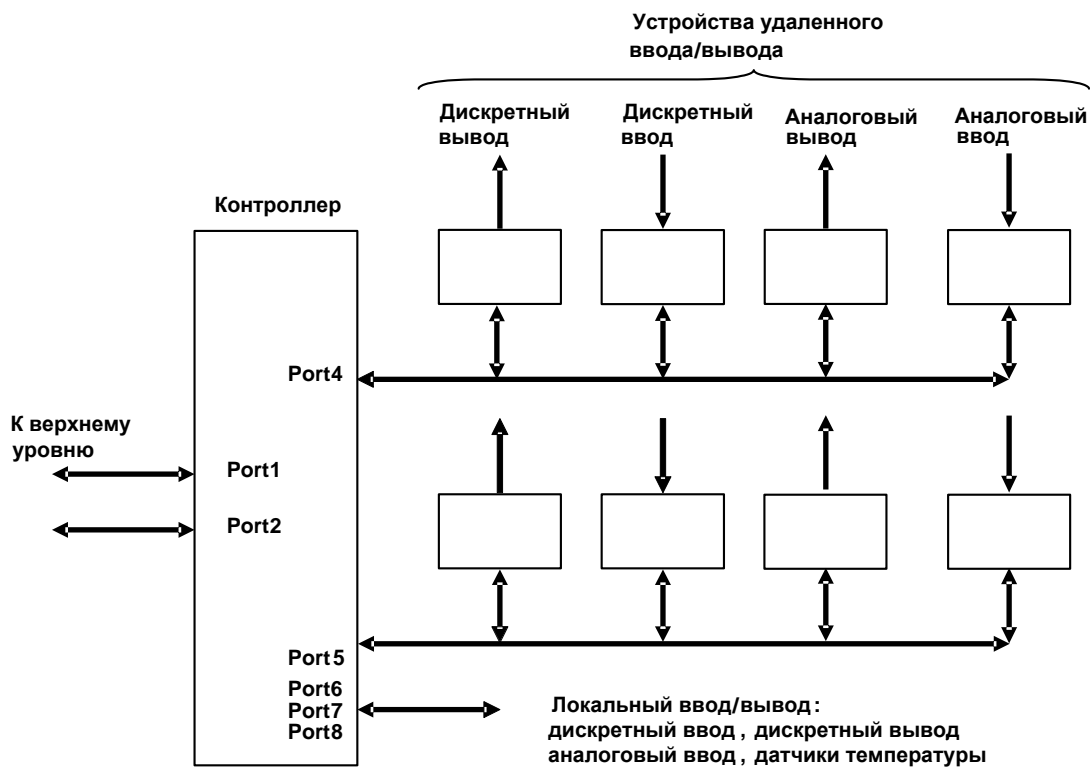 Устройства удаленного
ввода/вывода
Дискретный
вывод
Дискретный
ввод
Аналоговый
вывод
Аналоговый
ввод
Контроллер
Port4
К верхнему
уровню
Port1
Port2
Port5
Port6
Port7
Port8
Локальный ввод/вывод:
дискретный ввод, дискретный вывод
аналоговый ввод, датчики температуры